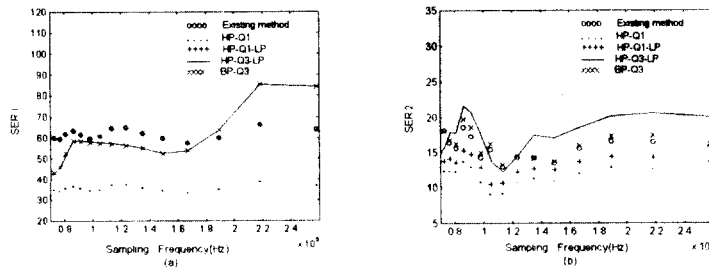 120
110
100
90
80
70
60
50
40
30
20
SER 1
Existing method
HP-Q1
HP-Q1-LP
HP-Q3-LP
BP-Q3
0.8 1 1.2 1.4 1.6 1.8 2 2.2 2.4
Sampling Frequency(Hz)
(a)
35
30
25
20
15
10
5
SER 2
Existing method
HP-Q1
HP-Q1-LP
HP-Q3-LP
BP-Q3
0.8 1 1.2 1.4 1.6 1.8 2 2.2 2.4
Sampling Frequency(Hz)
(b)